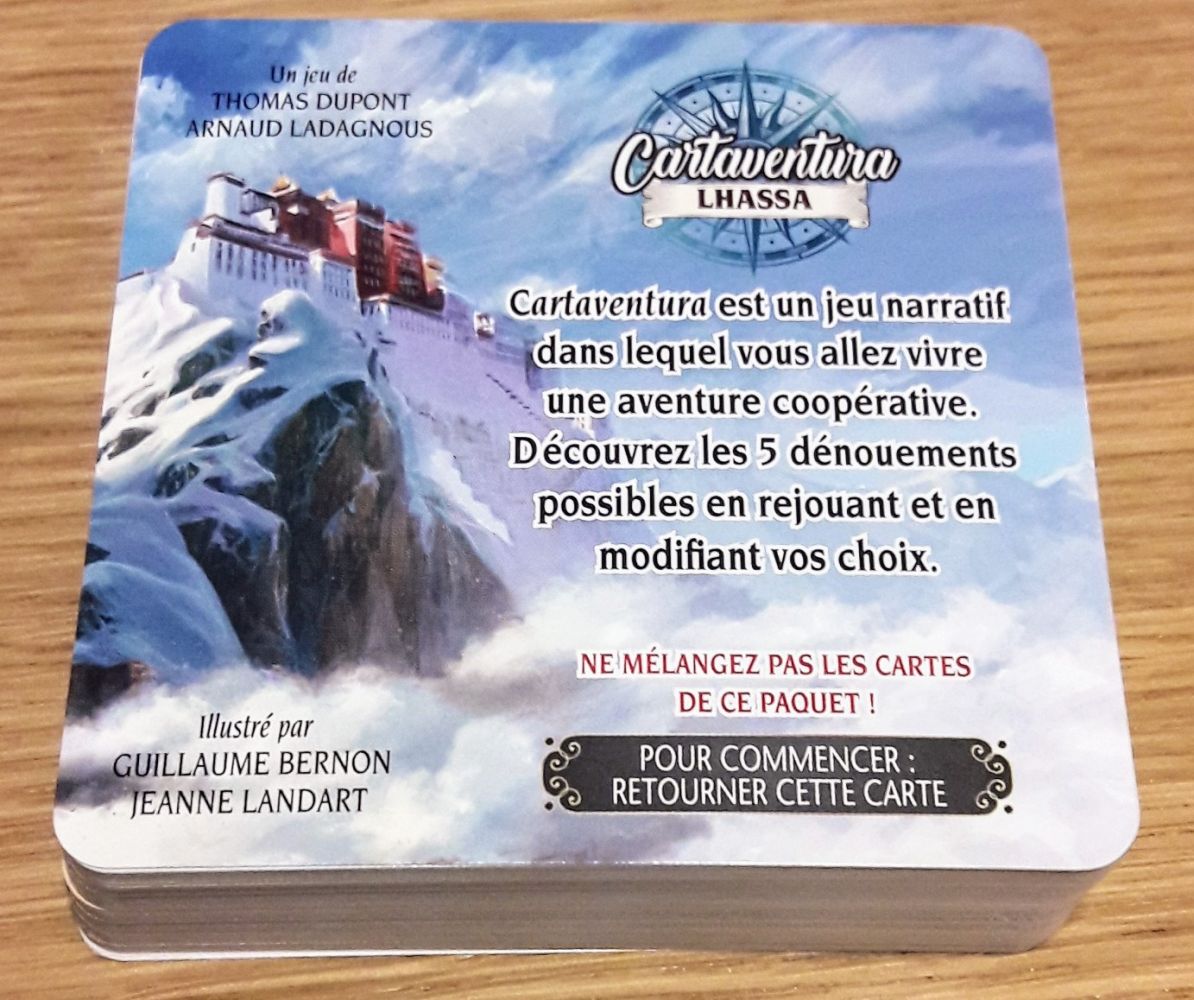 Un jeu de
THOMAS DUPONT
ARNAUD LADAGNOUS
Cartaventura
LHASSA
Cartaventura est un jeu narratif
dans lequel vous allez vivre
une aventure coopérative.
Découvrez les 5 dénouements
possibles en rejouant et en
modifiant vos choix.
NE MÉLANGEZ PAS LES CARTES
DE CE PAQUET !
Illustré par
GUILLAUME BERNON
JEANNE LANDART
POUR COMMENCER :
RETOURNER CETTE CARTE